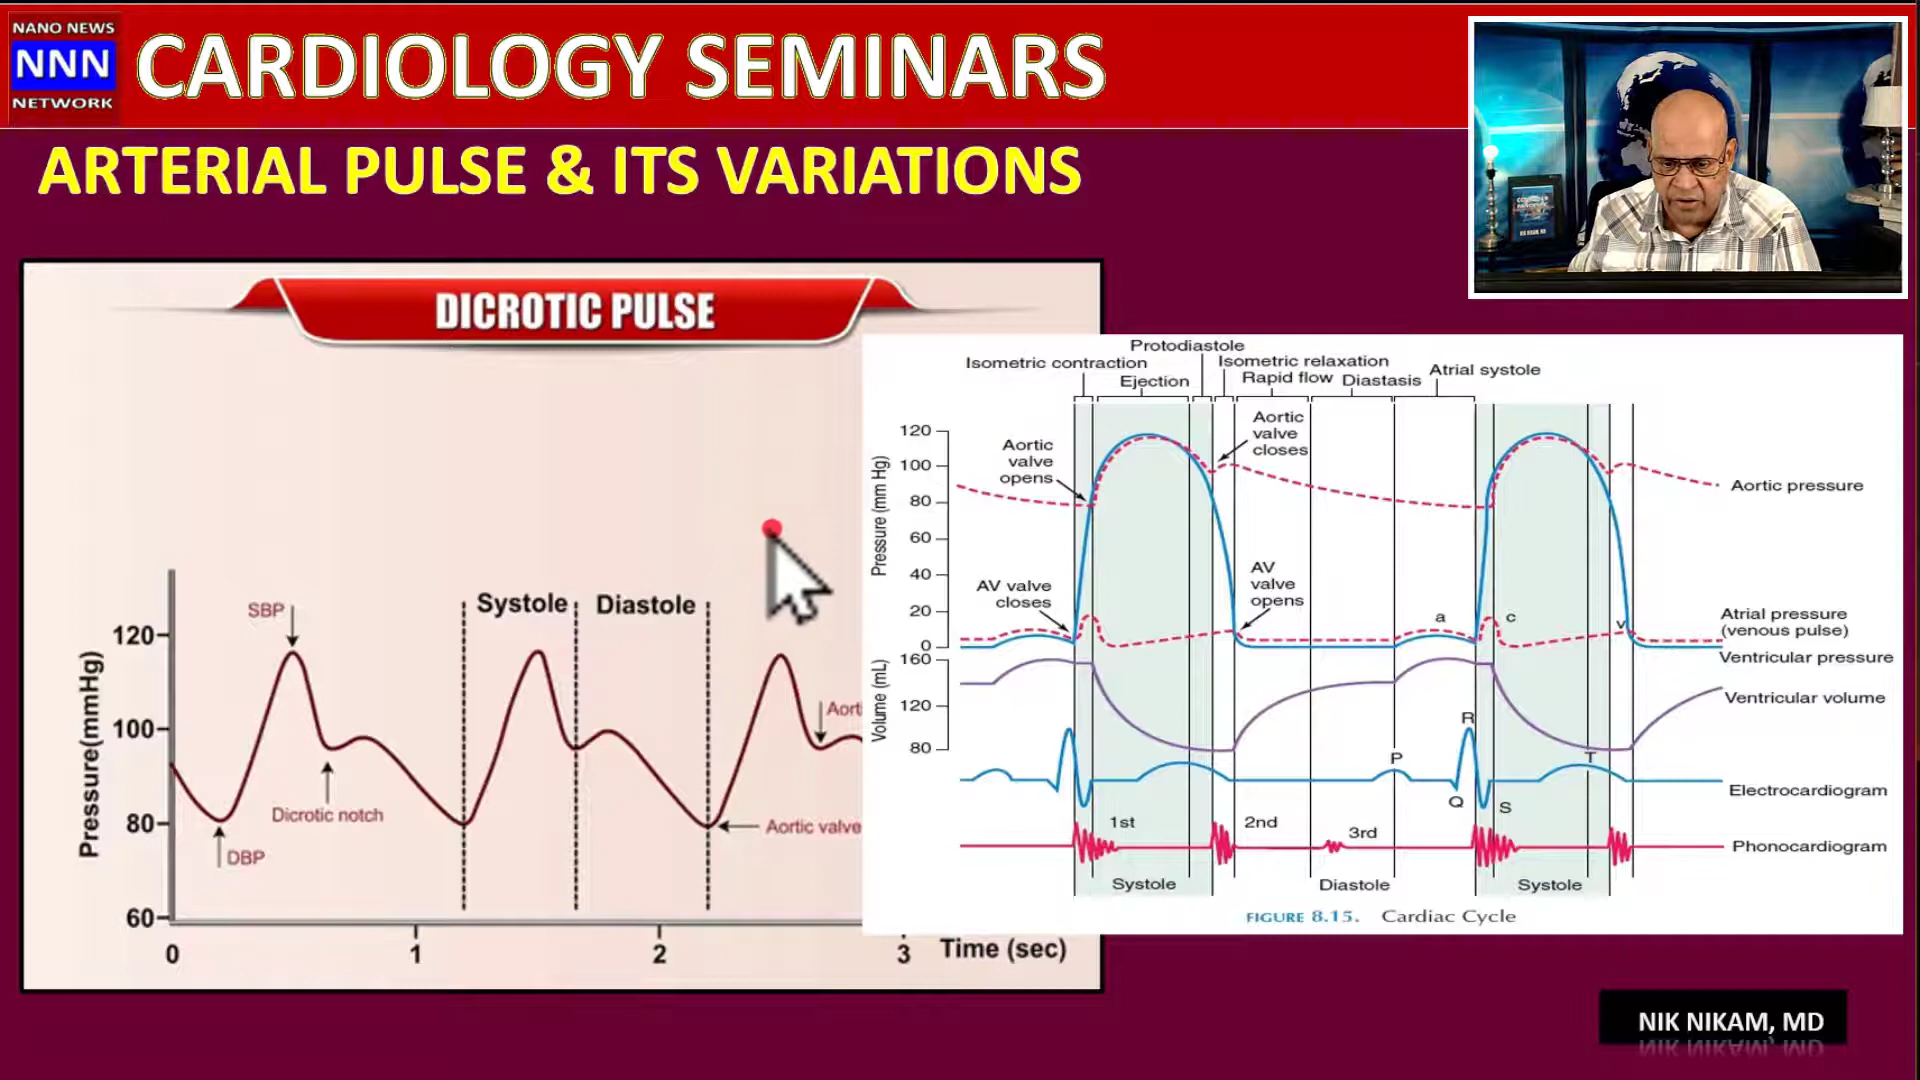 NANO NEWS
NNN
NETWORK
CARDIOLOGY SEMINARS
ARTERIAL PULSE & ITS VARIATIONS
DICROTIC PULSE
Pressure(mmHg)
120
100
80
60
SBP
DBP
Dicrotic notch
Systole
Diastole
Aortic valve
0
1
2
3
Time (sec)
Protodiastole
Isometric contraction
Isometric relaxation
Ejection
Rapid flow
Diastasis
Atrial systole
Pressure (mm Hg)
120
100
80
60
40
20
0
Aortic
valve
opens
Aortic
valve
closes
AV valve
closes
AV
valve
opens
a
c
v
Aortic pressure
Atrial pressure
(venous pulse)
Ventricular pressure
Volume (mL)
160
120
80
Ventricular volume
R
P
T
Q
S
Electrocardiogram
1st
2nd
3rd
Phonocardiogram
Systole
Diastole
Systole
FIGURE 8.15. Cardiac Cycle
NIK NIKAM, MD